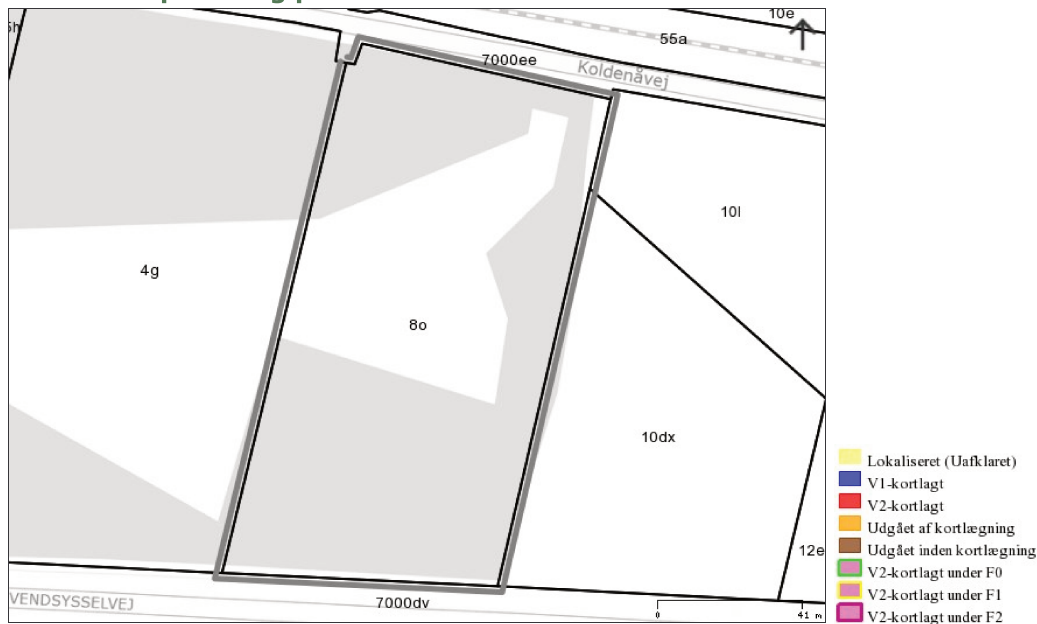 10e
55a
7000ee
Koldenåvej
10l
4g
8o
10dx
12e
VENDSYSSELVEJ
7000dv
0
41 m
Lokaliseret (Uafklaret)
V1-kortlagt
V2-kortlagt
Udgået af kortlægning
Udgået inden kortlægning
V2-kortlagt under F0
V2-kortlagt under F1
V2-kortlagt under F2